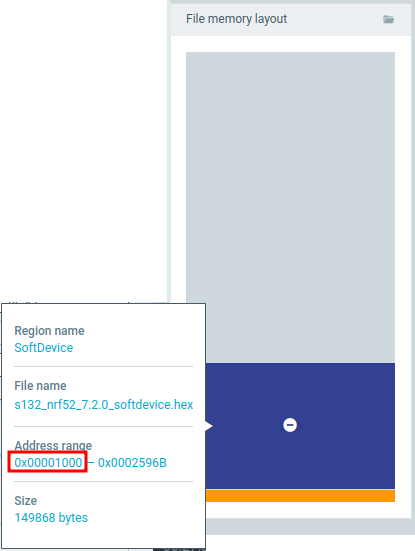 File memory layout
Region name
SoftDevice
File name
s132_nrf52_7.2.0_softdevice.hex
Address range
0x00001000 — 0x0002596B
Size
149868 bytes